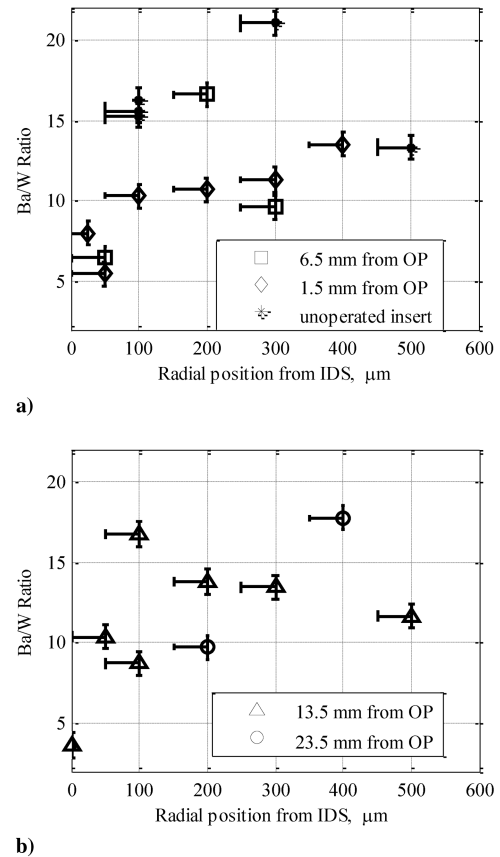 20
15
10
5
Ba/W Ratio
6.5 mm from OP
1.5 mm from OP
unoperated insert
0 100 200 300 400 500 600
Radial position from IDS, μm
a)
20
15
10
5
Ba/W Ratio
13.5 mm from OP
23.5 mm from OP
0 100 200 300 400 500 600
Radial position from IDS, μm
b)